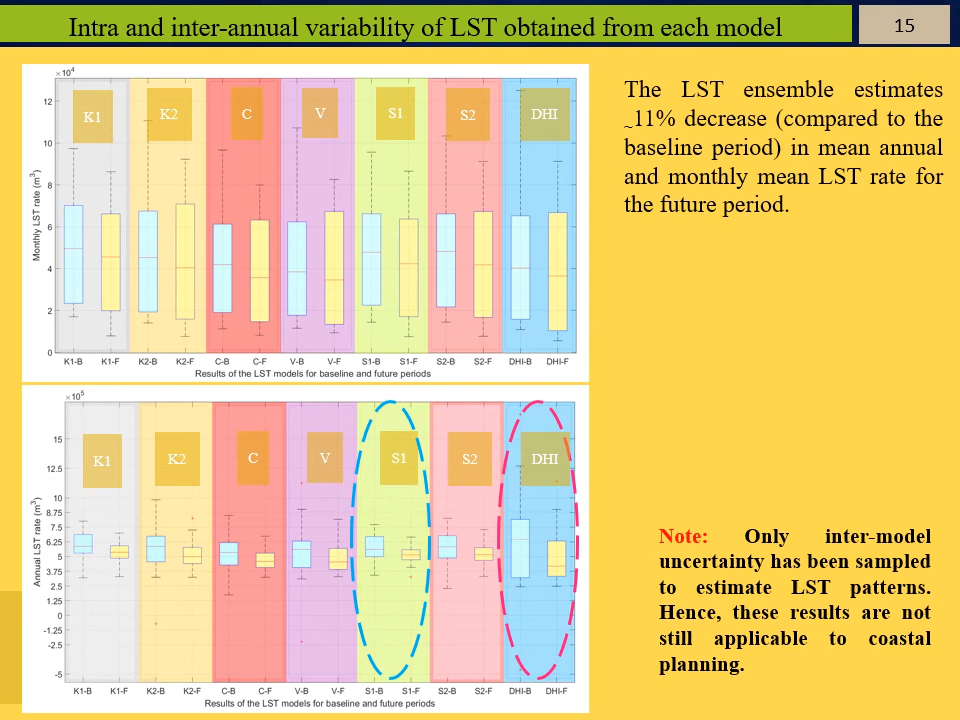 Intra and inter-annual variability of LST obtained from each model
15
×10⁴
12
10
8
6
4
2
0
Monthly LST rate (m³)
K1
K2
C
V
S1
S2
DHI
K1-B K1-F K2-B K2-F C-B C-F V-B V-F S1-B S1-F S2-B S2-F DHI-B DHI-F
Results of the LST models for baseline and future periods
The LST ensemble estimates
~11% decrease (compared to the
baseline period) in mean annual
and monthly mean LST rate for
the future period.
×10⁵
15
12.5
10
8.75
7.5
6.25
5
3.75
2.5
1.25
0
-1.25
-2.5
-5
Annual LST rate (m³)
K1
K2
C
V
S1
S2
DHI
K1-B K1-F K2-B K2-F C-B C-F V-B V-F S1-B S1-F S2-B S2-F DHI-B DHI-F
Results of the LST models for baseline and future periods
Note: Only inter-model
uncertainty has been sampled
to estimate LST patterns.
Hence, these results are not
still applicable to coastal
planning.